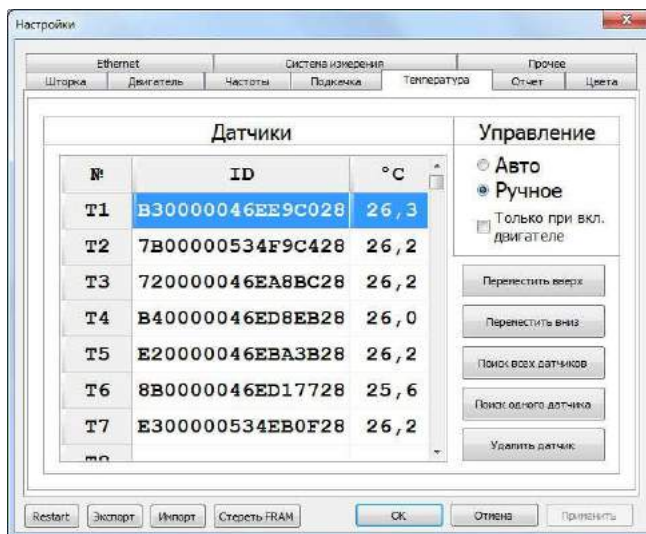 Настройки
Ethernet
Система измерения
Прочее
Шторка
Двигатель
Частоты
Подкачка
Температура
Отчет
Цвета
Датчики
Управление
№ ID °C
T1 B30000046EE9C028 26,3
T2 7B00000534F9C428 26,2
T3 720000046EA8BC28 26,2
T4 B40000046ED8EB28 26,0
T5 E20000046EBA3B28 26,2
T6 8B0000046ED17728 25,6
T7 E300000534EB0F28 26,2
Авто
Ручное
Только при вкл.
двигателе
Переместить вверх
Переместить вниз
Поиск всех датчиков
Поиск одного датчика
Удалить датчик
Restart
Экспорт
Импорт
Стереть FRAM
OK
Отмена
Применить